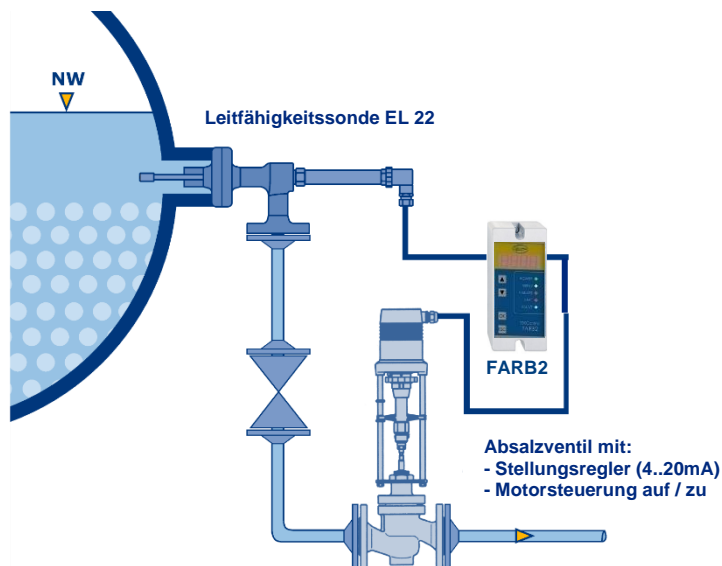 NW
Leitfähigkeitssonde EL 22
FARB2
Absalzventil mit:
- Stellungsregler (4..20mA)
- Motorsteuerung auf / zu